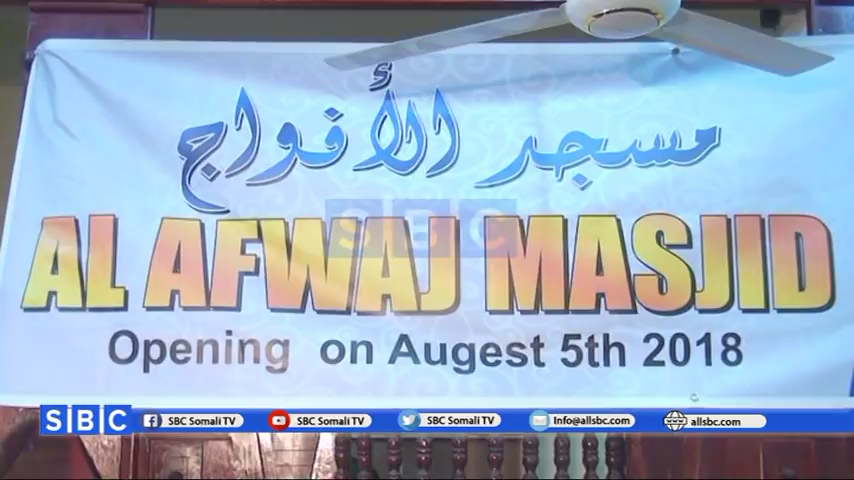 مسجد الأفواج
SBC
AL AFWAJ MASJID
Opening on Augest 5th 2018
SBC SBC Somali TV SBC Somali TV SBC Somali TV Info@allsbc.com allsbc.com